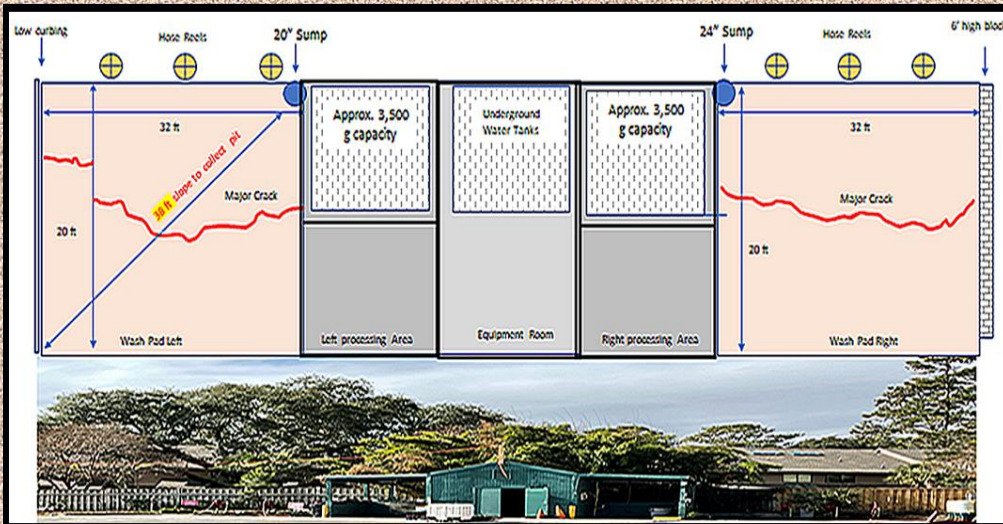 Low curbing
Hose Reels
20” Sump
24” Sump
Hose Reels
6’ high block
32 ft
Approx. 3,500
g capacity
Underground
Water Tanks
Approx. 3,500
g capacity
32 ft
38 ft slope to collect pit
Major Crack
Major Crack
20 ft
20 ft
Wash Pad Left
Left processing Area
Equipment Room
Right processing Area
Wash Pad Right